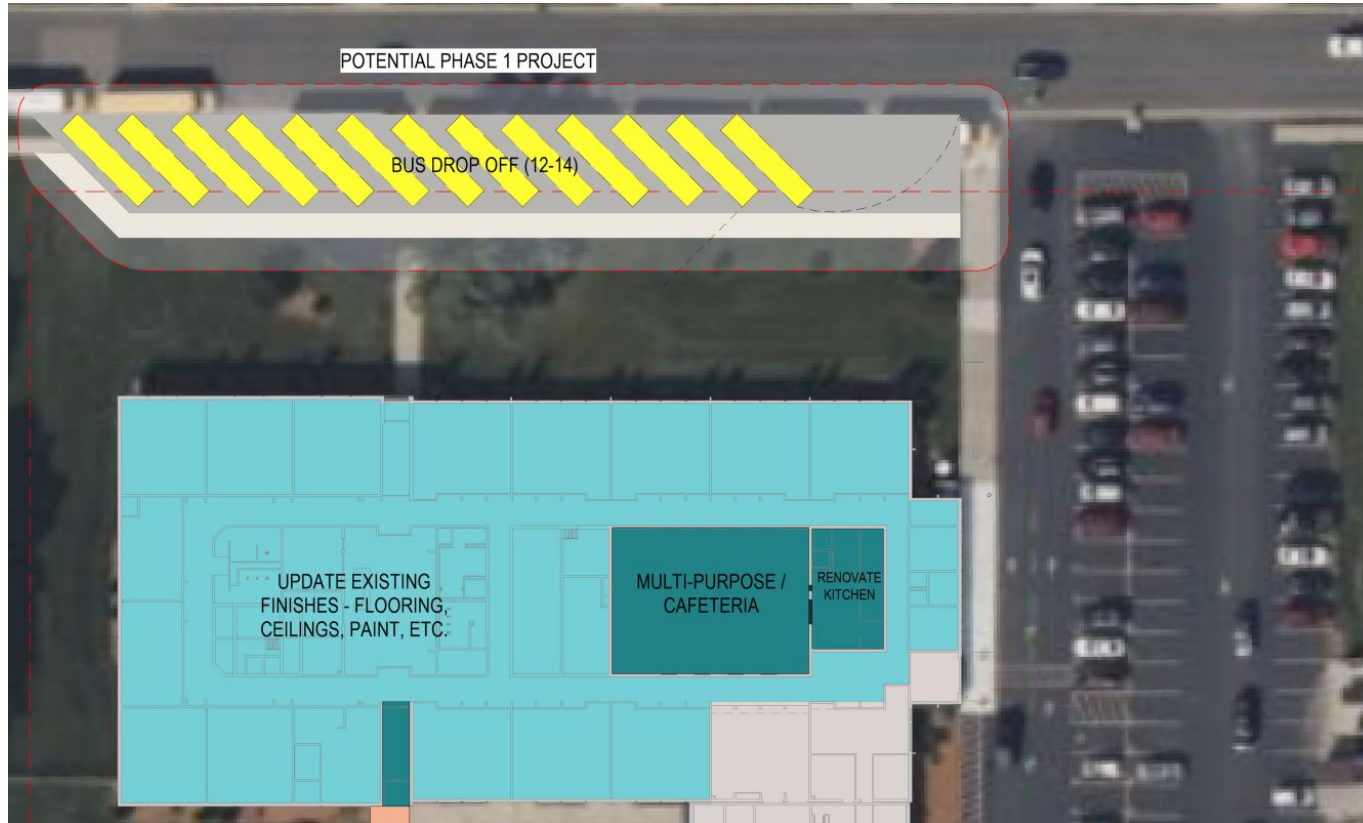 POTENTIAL PHASE 1 PROJECT
BUS DROP OFF (12-14)
UPDATE EXISTING
FINISHES - FLOORING,
CEILINGS, PAINT, ETC.
MULTI-PURPOSE /
CAFETERIA
RENOVATE
KITCHEN